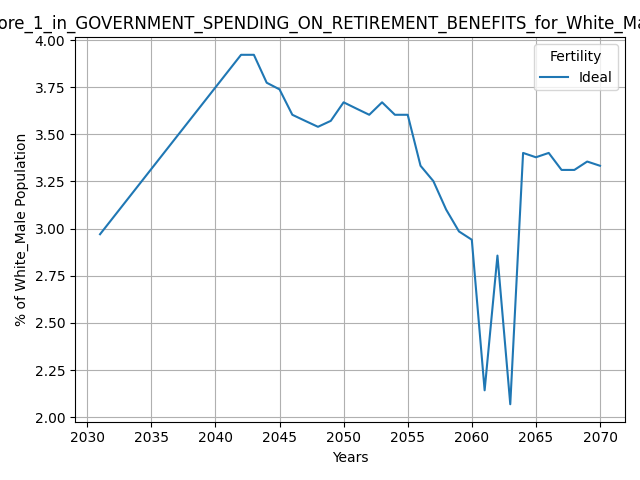 ore_1_in_GOVERNMENT_SPENDING_ON_RETIREMENT_BENEFITS_for_White_Ma
4.00
3.75
3.50
3.25
3.00
2.75
2.50
2.25
2.00
% of White_Male Population
Fertility
Ideal
2030 2035 2040 2045 2050 2055 2060 2065 2070
Years